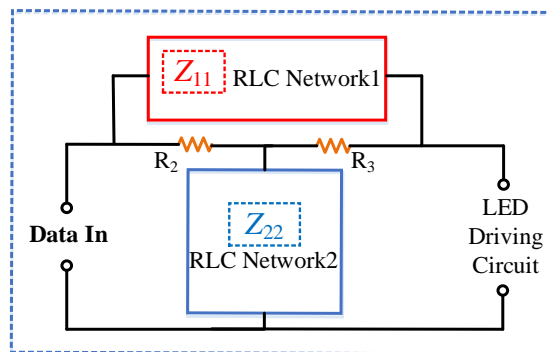 Z11
RLC Network1
R2
R3
Data In
Z22
RLC Network2
LED
Driving
Circuit